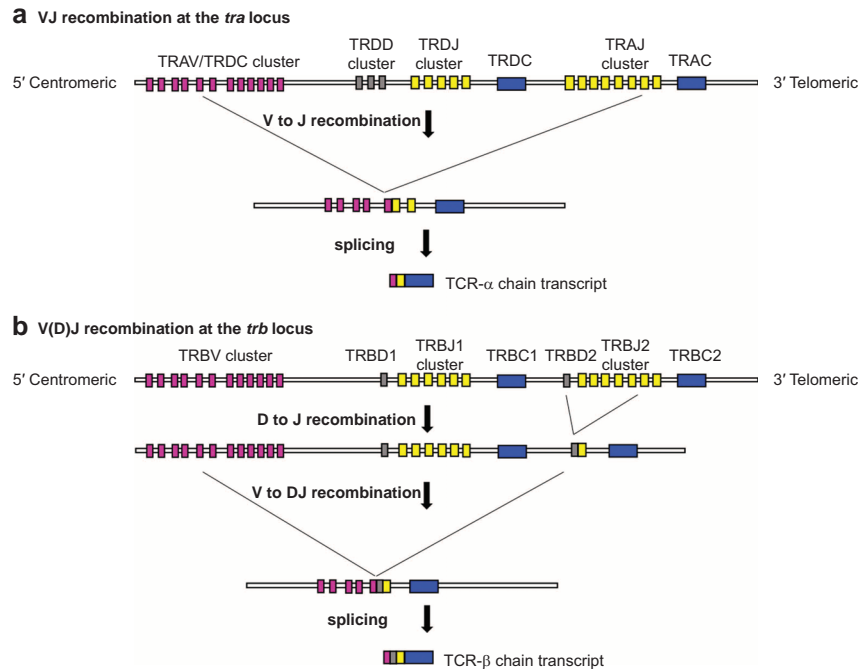 a VJ recombination at the tra locus
TRAV/TRDC cluster
TRDD
cluster
TRDJ
cluster
TRDC
TRAJ
cluster
TRAC
5′ Centromeric
3′ Telomeric
V to J recombination
splicing
TCR-α chain transcript
b V(D)J recombination at the trb locus
TRBV cluster
TRBD1
TRBJ1
cluster
TRBC1
TRBD2
TRBJ2
cluster
TRBC2
5′ Centromeric
3′ Telomeric
D to J recombination
V to DJ recombination
splicing
TCR-β chain transcript